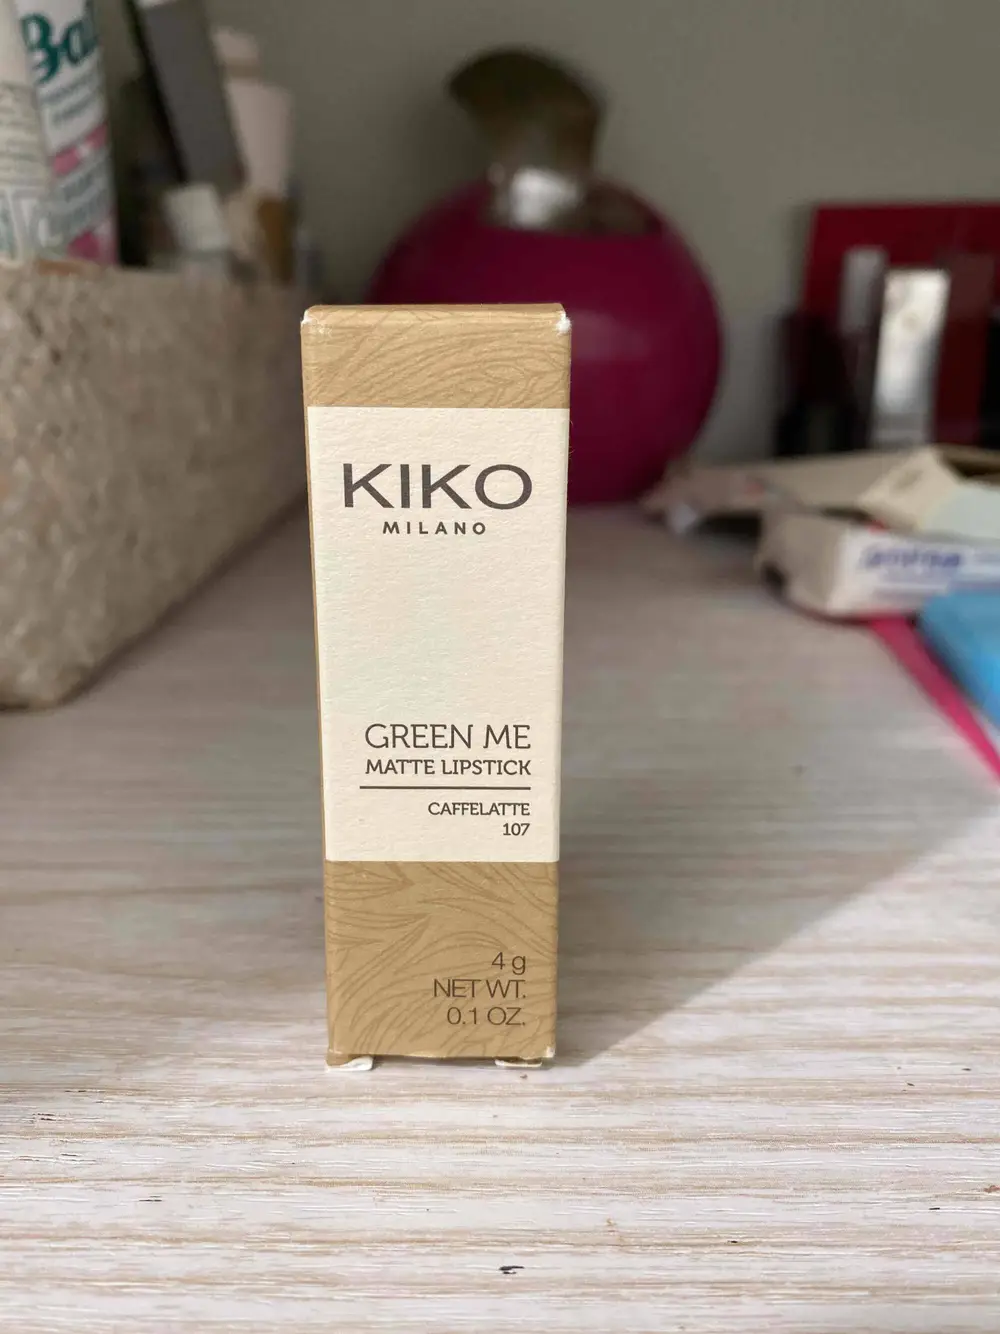 KIKO
MILANO
GREEN ME
MATTE LIPSTICK
CAFFELATTE
107
4 g
NET WT.
0.1 OZ.